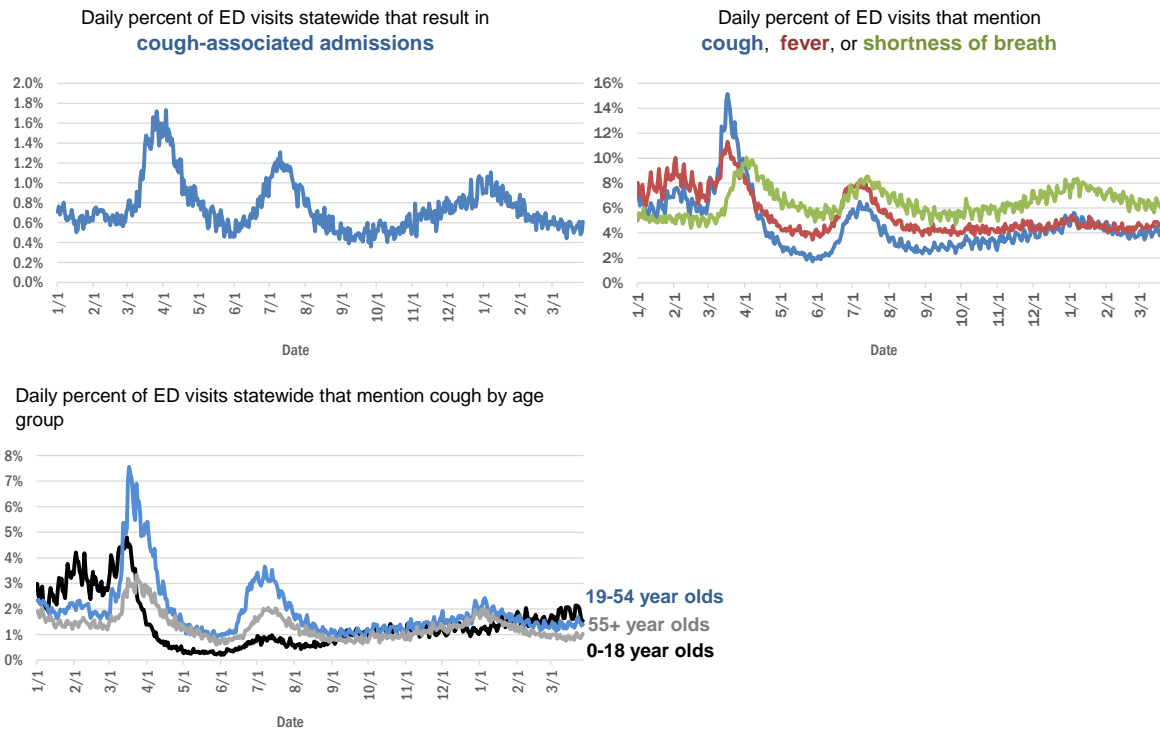 Daily percent of ED visits statewide that result in
cough-associated admissions
2.0%
1.8%
1.6%
1.4%
1.2%
1.0%
0.8%
0.6%
0.4%
0.2%
0.0%
1/1 2/1 3/1 4/1 5/1 6/1 7/1 8/1 9/1 10/1 11/1 12/1 1/1 2/1 3/1
Date
Daily percent of ED visits that mention
cough, fever, or shortness of breath
16%
14%
12%
10%
8%
6%
4%
2%
0%
1/1 2/1 3/1 4/1 5/1 6/1 7/1 8/1 9/1 10/1 11/1 12/1 1/1 2/1 3/1
Date
Daily percent of ED visits statewide that mention cough by age
group
8%
7%
6%
5%
4%
3%
2%
1%
0%
1/1 2/1 3/1 4/1 5/1 6/1 7/1 8/1 9/1 10/1 11/1 12/1 1/1 2/1 3/1
Date
19-54 year olds
55+ year olds
0-18 year olds